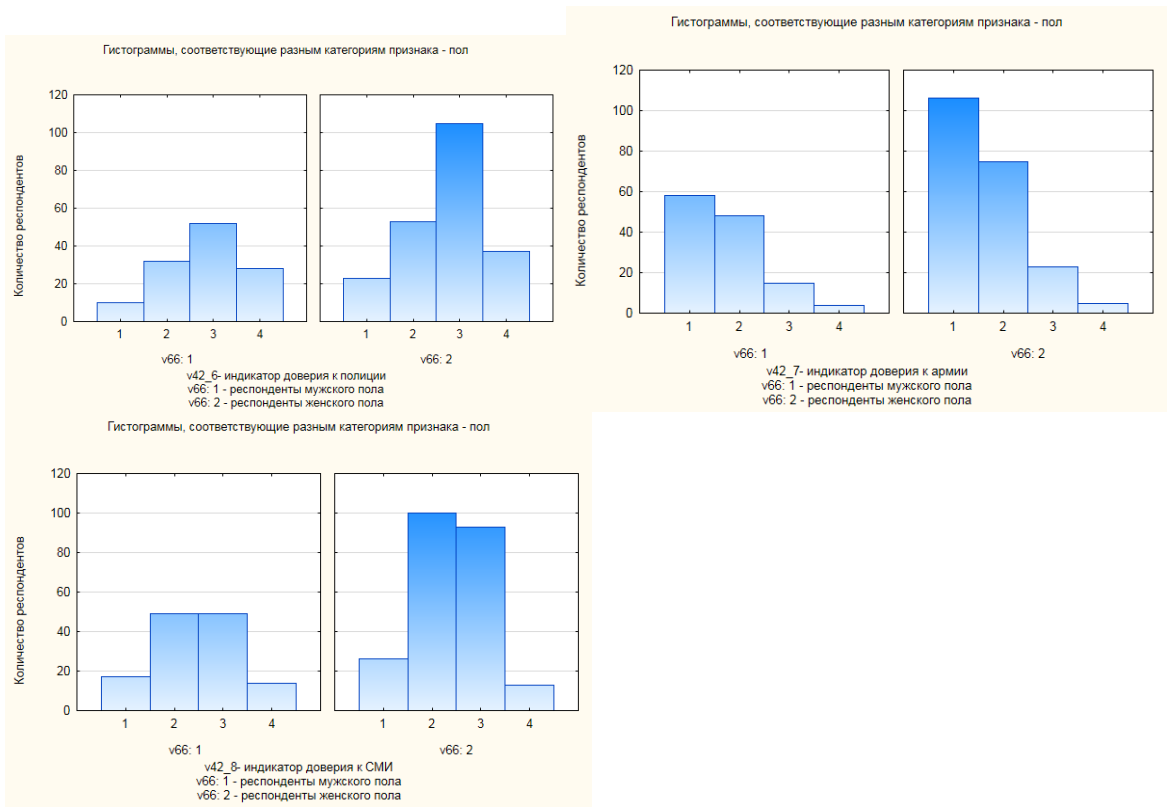 Гистограммы, соответствующие разным категориям признака - пол
Количество респондентов
120
100
80
60
40
20
0
1 2 3 4 1 2 3 4
v66: 1 v66: 2
v42_6- индикатор доверия к полиции
v66: 1 - респонденты мужского пола
v66: 2 - респонденты женского пола
Гистограммы, соответствующие разным категориям признака - пол
Количество респондентов
120
100
80
60
40
20
0
1 2 3 4 1 2 3 4
v66: 1 v66: 2
v42_7- индикатор доверия к армии
v66: 1 - респонденты мужского пола
v66: 2 - респонденты женского пола
Гистограммы, соответствующие разным категориям признака - пол
Количество респондентов
120
100
80
60
40
20
0
1 2 3 4 1 2 3 4
v66: 1 v66: 2
v42_8- индикатор доверия к СМИ
v66: 1 - респонденты мужского пола
v66: 2 - респонденты женского пола